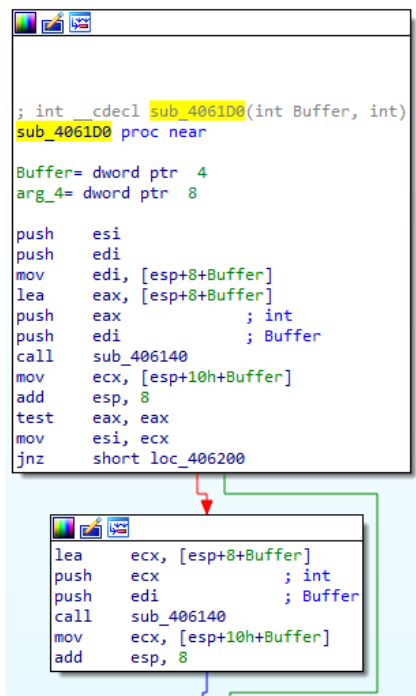 ; int __cdecl sub_4061D0(int Buffer, int)
sub_4061D0 proc near
Buffer= dword ptr  4
arg_4= dword ptr  8
push    esi
push    edi
mov     edi, [esp+8+Buffer]
lea     eax, [esp+8+Buffer]
push    eax             ; int
push    edi             ; Buffer
call    sub_406140
mov     ecx, [esp+10h+Buffer]
add     esp, 8
test    eax, eax
mov     esi, ecx
jnz     short loc_406200
lea     ecx, [esp+8+Buffer]
push    ecx             ; int
push    edi             ; Buffer
call    sub_406140
mov     ecx, [esp+10h+Buffer]
add     esp, 8